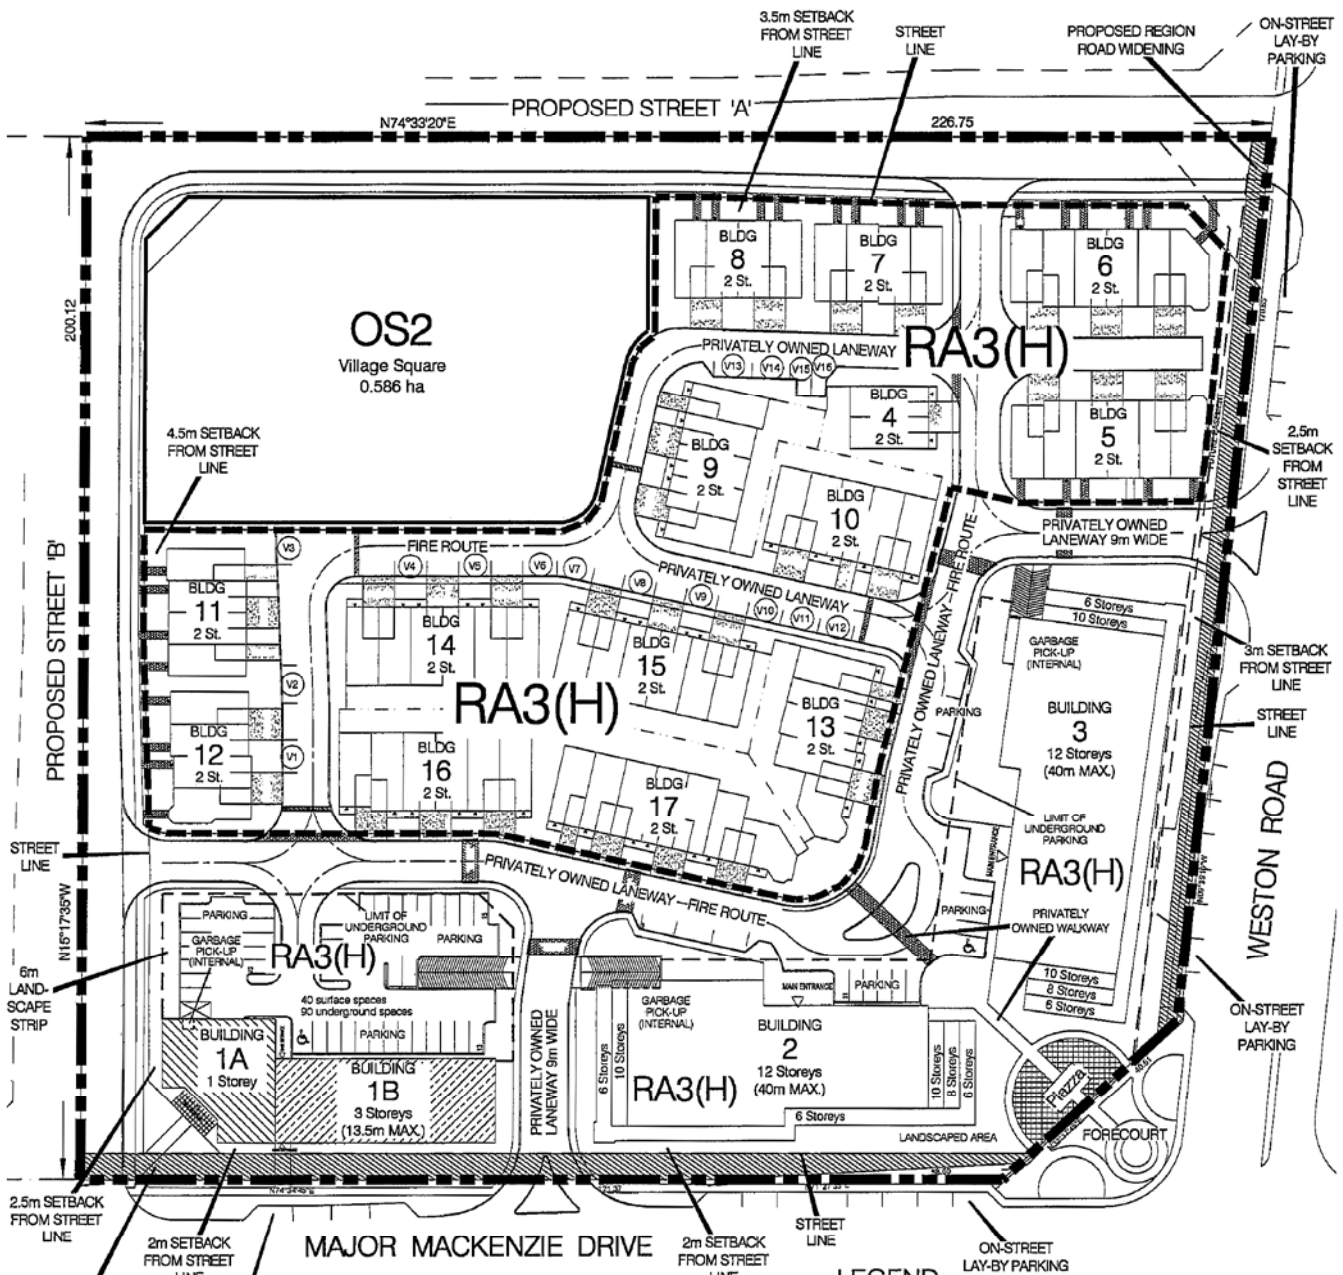 3.5m SETBACK
FROM STREET
LINE
STREET
LINE
PROPOSED REGION
ROAD WIDENING
ON-STREET
LAY-BY
PARKING
PROPOSED STREET 'A'
N74°33'20"E
226.75
200.12
OS2
Village Square
0.586 ha
BLDG
8
2 St.
BLDG
7
2 St.
BLDG
6
2 St.
PRIVATELY OWNED LANEWAY
RA3(H)
V13
V14
V15
V16
BLDG
4
2 St.
BLDG
5
2 St.
BLDG
9
2 St.
BLDG
10
2 St.
2.5m
SETBACK
FROM
STREET
LINE
4.5m SETBACK
FROM STREET
LINE
PROPOSED STREET 'B'
PRIVATELY OWNED
LANEWAY 9m WIDE
FIRE ROUTE
V3
V4
V5
V6
V7
V8
V9
V10
V11
V12
PRIVATELY OWNED LANEWAY
BLDG
11
2 St.
BLDG
14
2 St.
BLDG
15
2 St.
BLDG
13
2 St.
V2
V1
RA3(H)
BLDG
12
2 St.
BLDG
16
2 St.
BLDG
17
2 St.
PRIVATELY OWNED LANEWAY-FIRE ROUTE
6 Storeys
10 Storeys
GARBAGE
PICK-UP
(INTERNAL)
3m SETBACK
FROM STREET
LINE
PARKING
BUILDING
3
12 Storeys
(40m MAX.)
STREET
LINE
LIMIT OF
UNDERGROUND
PARKING
MAIN ENTRANCE
RA3(H)
WESTON ROAD
STREET
LINE
N15°17'35"W
PRIVATELY OWNED LANEWAY-FIRE ROUTE
PARKING
PRIVATELY
OWNED WALKWAY
10 Storeys
8 Storeys
6 Storeys
ON-STREET
LAY-BY
PARKING
6m
LAND-
SCAPE
STRIP
PARKING
GARBAGE
PICK-UP
(INTERNAL)
LIMIT OF
UNDERGROUND
PARKING
PARKING
RA3(H)
40 surface spaces
90 underground spaces
PARKING
BUILDING
1A
1 Storey
BUILDING
1B
3 Storeys
(13.5m MAX.)
PRIVATELY OWNED
LANEWAY 9m WIDE
GARBAGE
PICK-UP
(INTERNAL)
MAIN ENTRANCE
PARKING
6 Storeys
10 Storeys
BUILDING
2
12 Storeys
(40m MAX.)
RA3(H)
10 Storeys
8 Storeys
6 Storeys
6 Storeys
LANDSCAPED AREA
Plazza
40.51
FORECOURT
2.5m SETBACK
FROM STREET
LINE
2m SETBACK
FROM STREET
MAJOR MACKENZIE DRIVE
2m SETBACK
FROM STREET
STREET
LINE
ON-STREET
LAY-BY PARKING
LEGEND